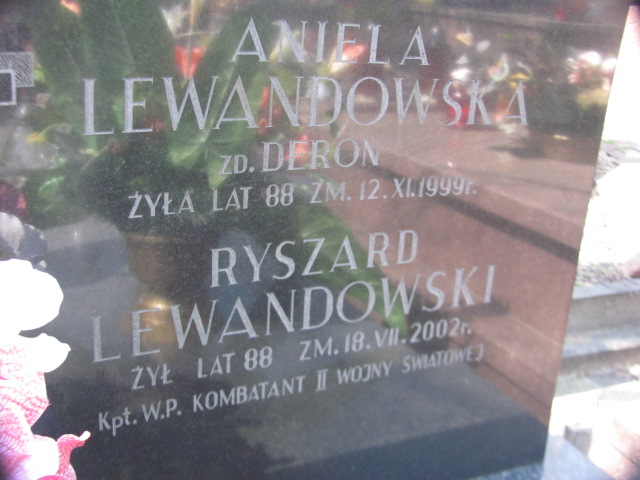 ANIELA
LEWANDOWSKA
ZD. DERON
ŻYŁA LAT 88 ZM. 12. XI. 1999r.
RYSZARD
LEWANDOWSKI
ŻYŁ LAT 88 ZM. 18. VII. 2002r.
Kpt. W.P. KOMBATANT II WOJNY ŚWIATOWEJ